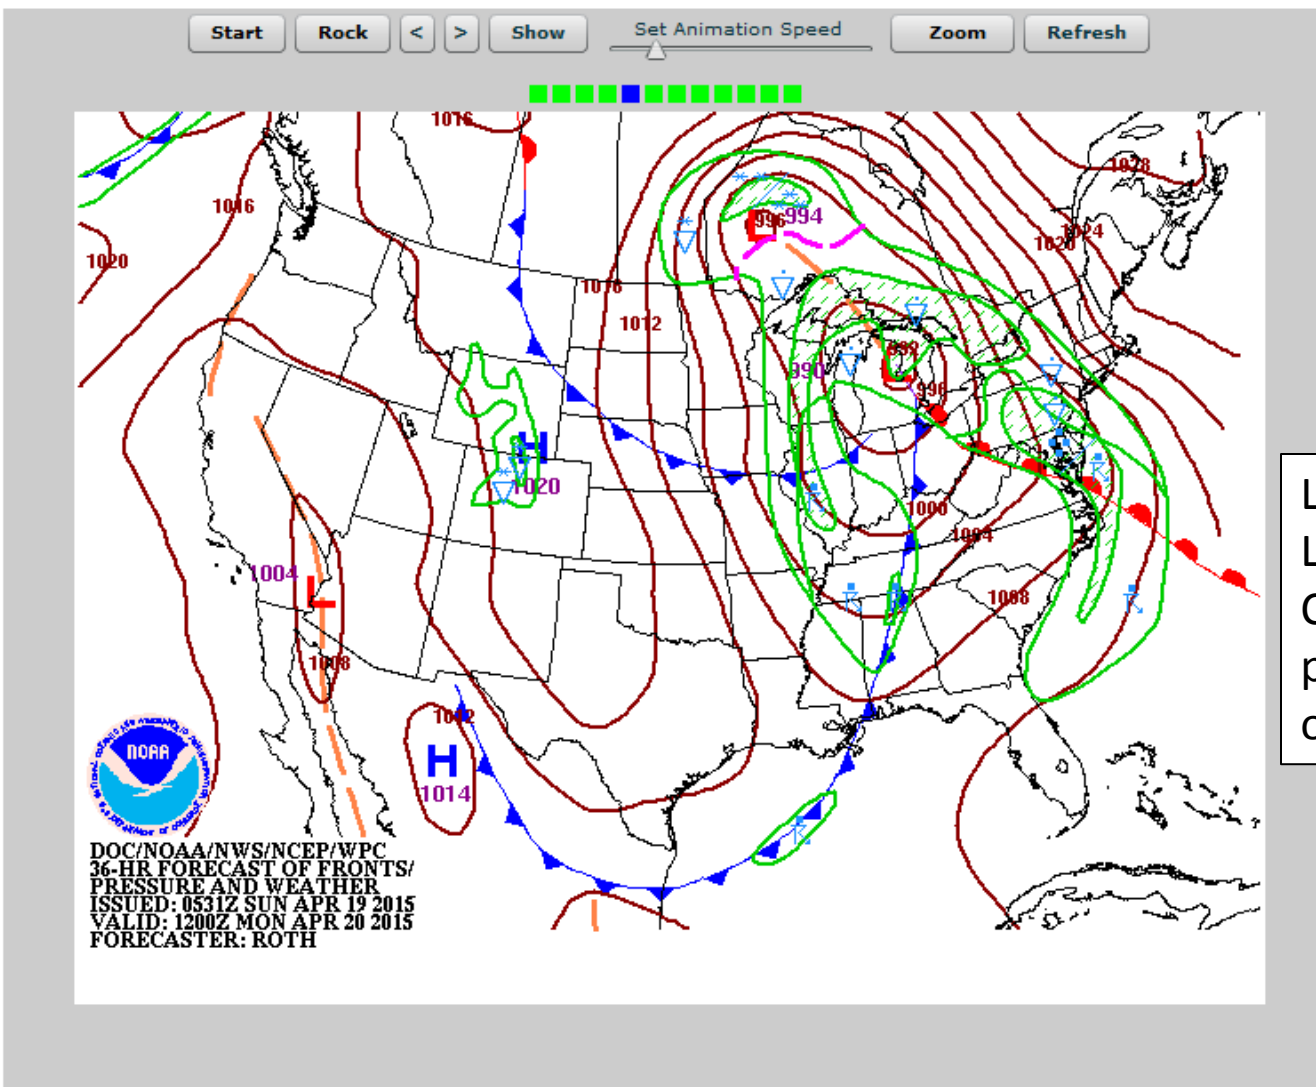 Start Rock < > Show Set Animation Speed Zoom Refresh
1016
1028
1016
996 994
1024
1020
1020
1016
1012
992
990
996
H
1020
1000
1004
1004
L
1008
1008
1012
H
1014
NOAA
DOC/NOAA/NWS/NCEP/WPC
36-HR FORECAST OF FRONTS/
PRESSURE AND WEATHER
ISSUED: 0531Z SUN APR 19 2015
VALID: 1200Z MON APR 20 2015
FORECASTER: ROTH
L
L